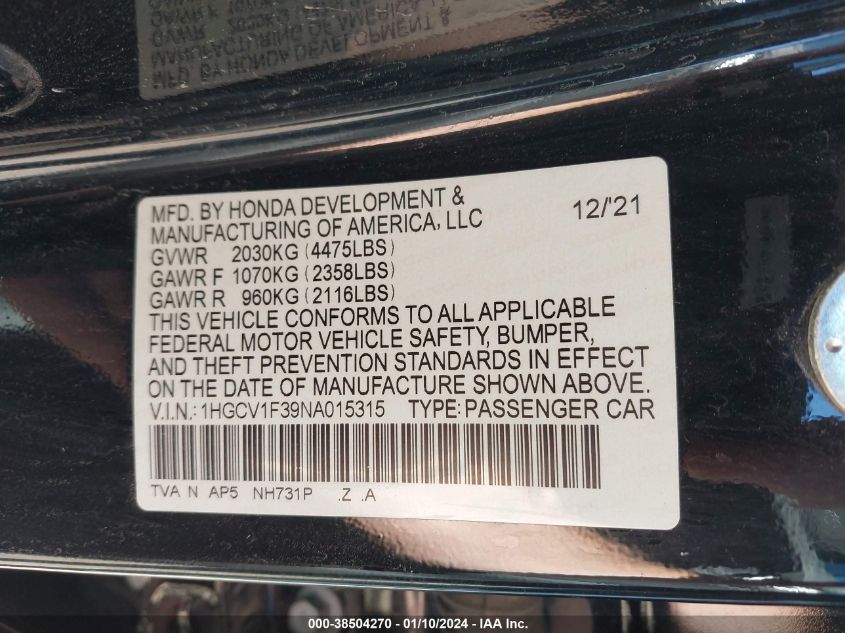 MFD. BY HONDA DEVELOPMENT &
MANUFACTURING OF AMERICA, LLC
12/'21
GVWR 2030KG (4475LBS)
GAWR F 1070KG (2358LBS)
GAWR R 960KG (2116LBS)
THIS VEHICLE CONFORMS TO ALL APPLICABLE
FEDERAL MOTOR VEHICLE SAFETY, BUMPER,
AND THEFT PREVENTION STANDARDS IN EFFECT
ON THE DATE OF MANUFACTURE SHOWN ABOVE.
V.I.N.: 1HGCV1F39NA015315 TYPE: PASSENGER CAR
TVA N AP5 NH731P .Z .A
000-38504270 - 01/10/2024 - IAA Inc.